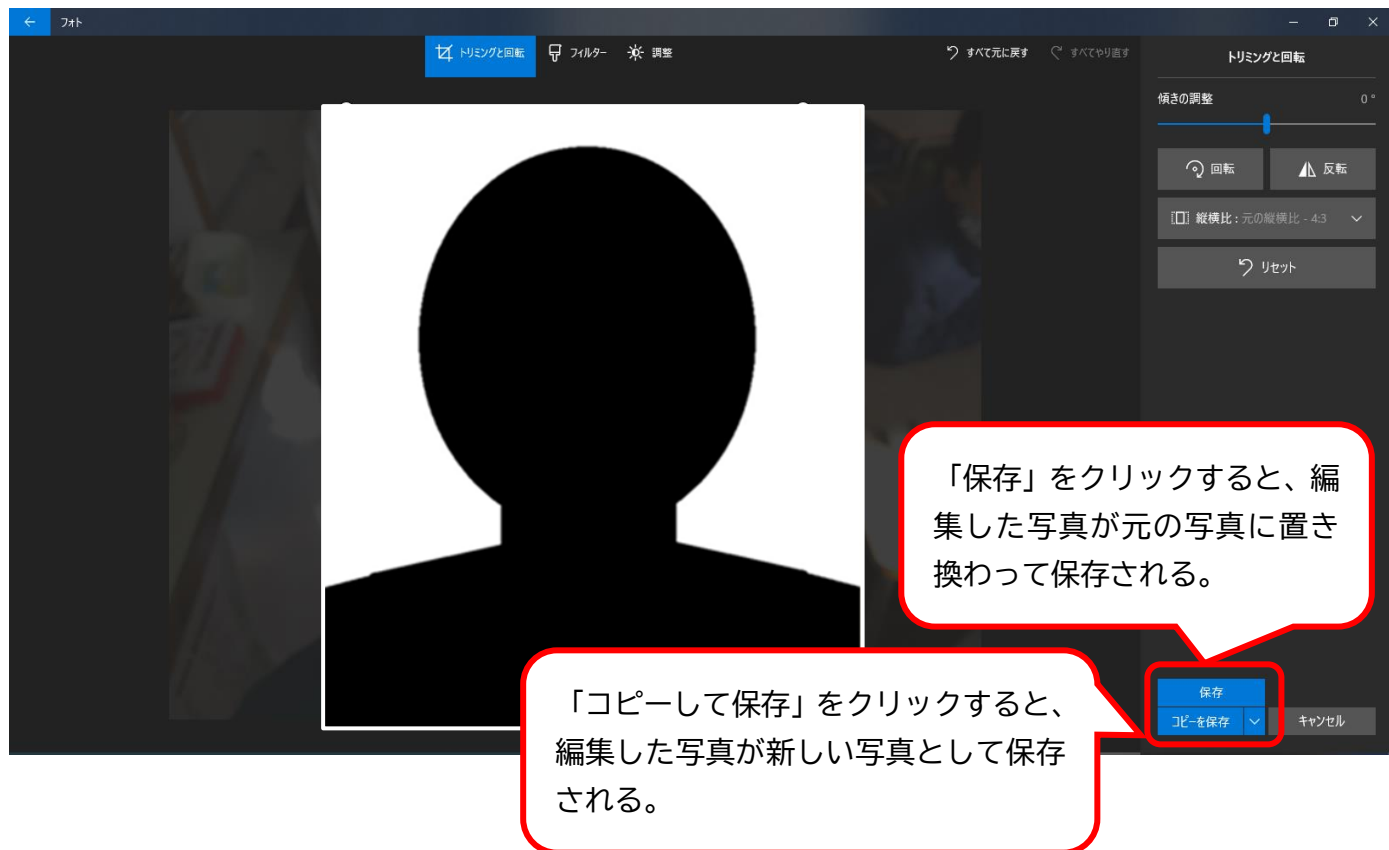 フォト
トリミングと回転 フィルター 調整 すべて元に戻す すべてやり直す
トリミングと回転
傾きの調整 0°
回転 反転
縦横比：元の縦横比 - 4:3
リセット
「保存」をクリックすると、編
集した写真が元の写真に置き
換わって保存される。
保存
コピーを保存 キャンセル
「コピーして保存」をクリックすると、
編集した写真が新しい写真として保存
される。